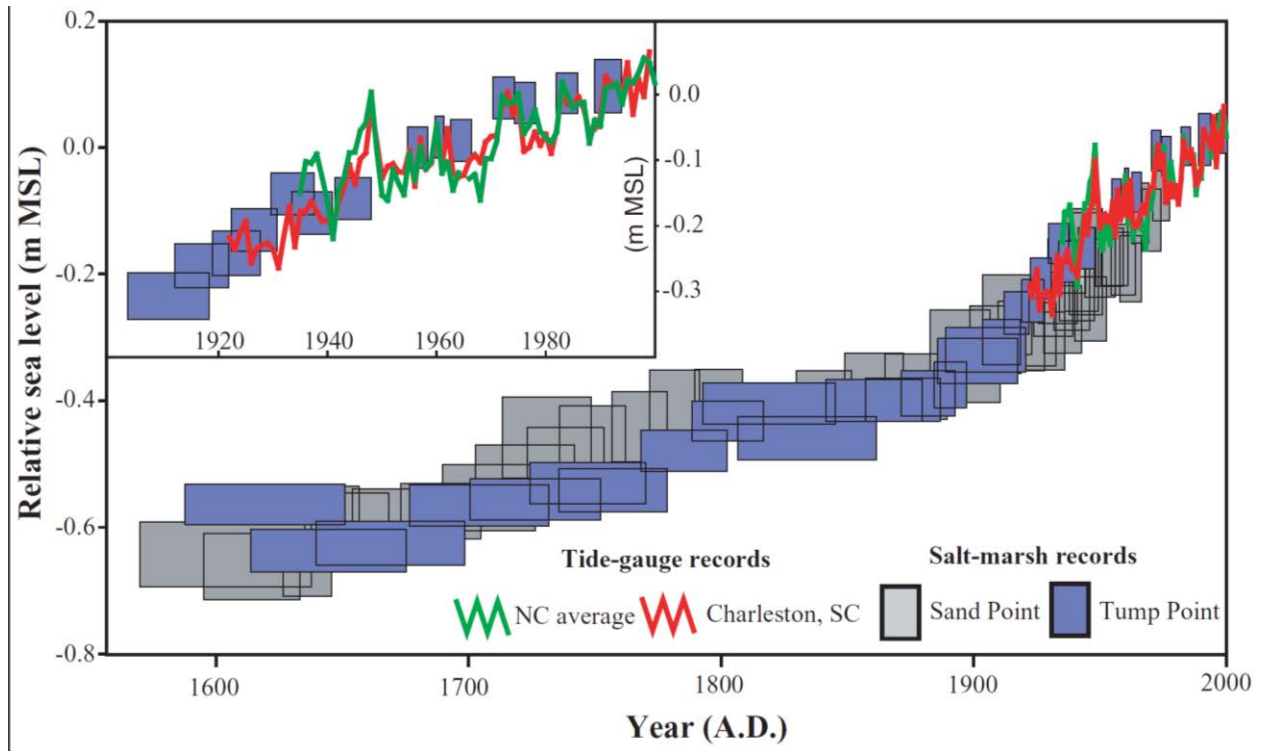 0.2
0.0
-0.2
-0.4
-0.6
-0.8
Relative sea level (m MSL)
0.0
-0.1
-0.2
-0.3
(m MSL)
1920 1940 1960 1980
Tide-gauge records
NC average Charleston, SC
Salt-marsh records
Sand Point Tump Point
1600 1700 1800 1900 2000
Year (A.D.)